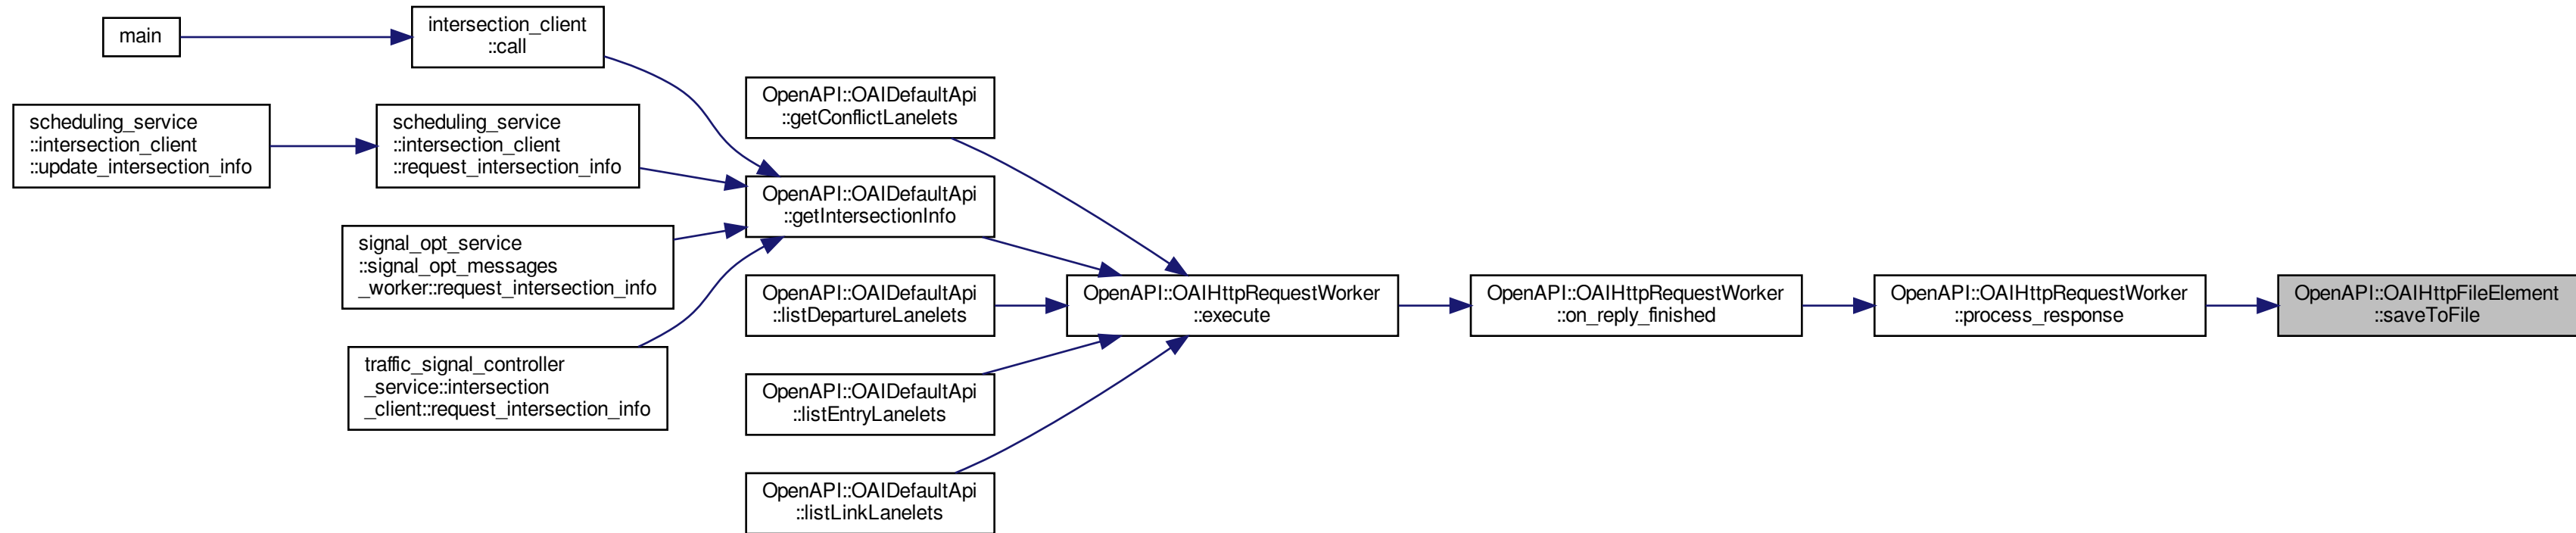 main
intersection_client
::call
scheduling_service
::intersection_client
::update_intersection_info
scheduling_service
::intersection_client
::request_intersection_info
signal_opt_service
::signal_opt_messages
_worker::request_intersection_info
traffic_signal_controller
_service::intersection
_client::request_intersection_info
OpenAPI::OAIDefaultApi
::getConflictLanelets
OpenAPI::OAIDefaultApi
::getIntersectionInfo
OpenAPI::OAIDefaultApi
::listDepartureLanelets
OpenAPI::OAIDefaultApi
::listEntryLanelets
OpenAPI::OAIDefaultApi
::listLinkLanelets
OpenAPI::OAIHttpRequestWorker
::execute
OpenAPI::OAIHttpRequestWorker
::on_reply_finished
OpenAPI::OAIHttpRequestWorker
::process_response
OpenAPI::OAIHttpFileElement
::saveToFile